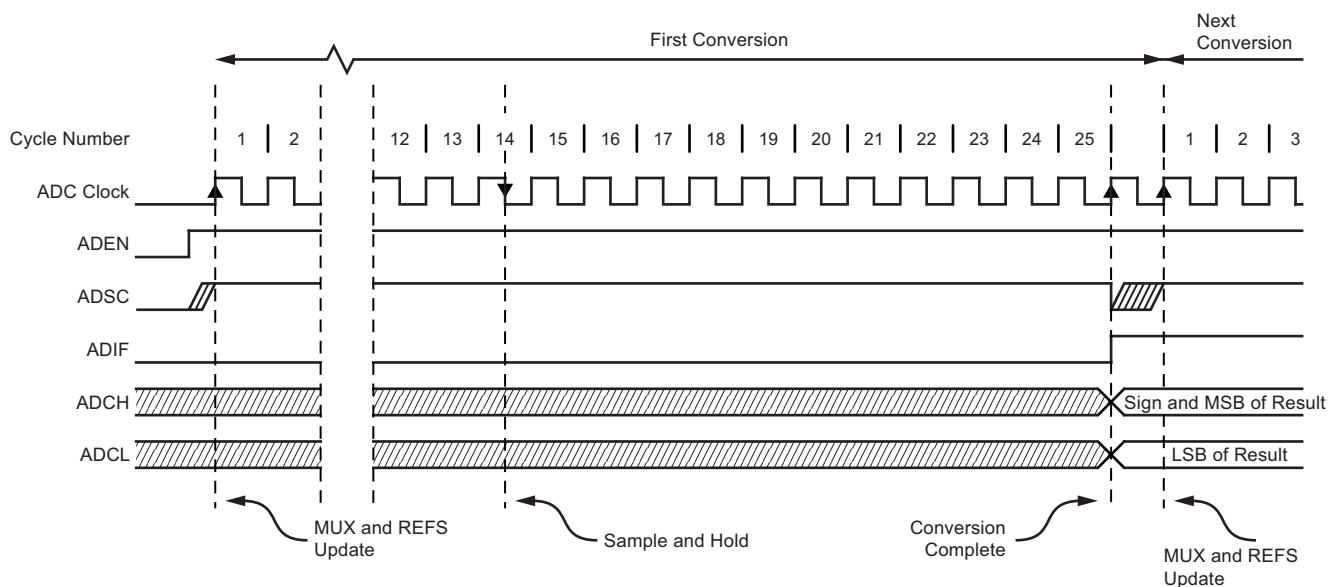 First Conversion
Next
Conversion
Cycle Number 1 2 12 13 14 15 16 17 18 19 20 21 22 23 24 25 1 2 3
ADC Clock
ADEN
ADSC
ADIF
ADCH Sign and MSB of Result
ADCL LSB of Result
MUX and REFS
Update
Sample and Hold
Conversion
Complete
MUX and REFS
Update